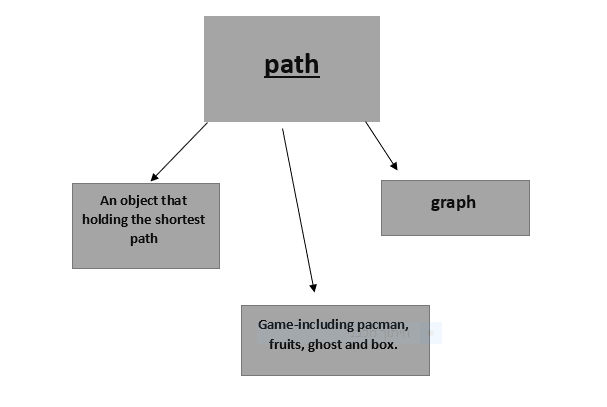 path
An object that
holding the shortest
path
graph
Game-including pacman,
fruits, ghost and box.